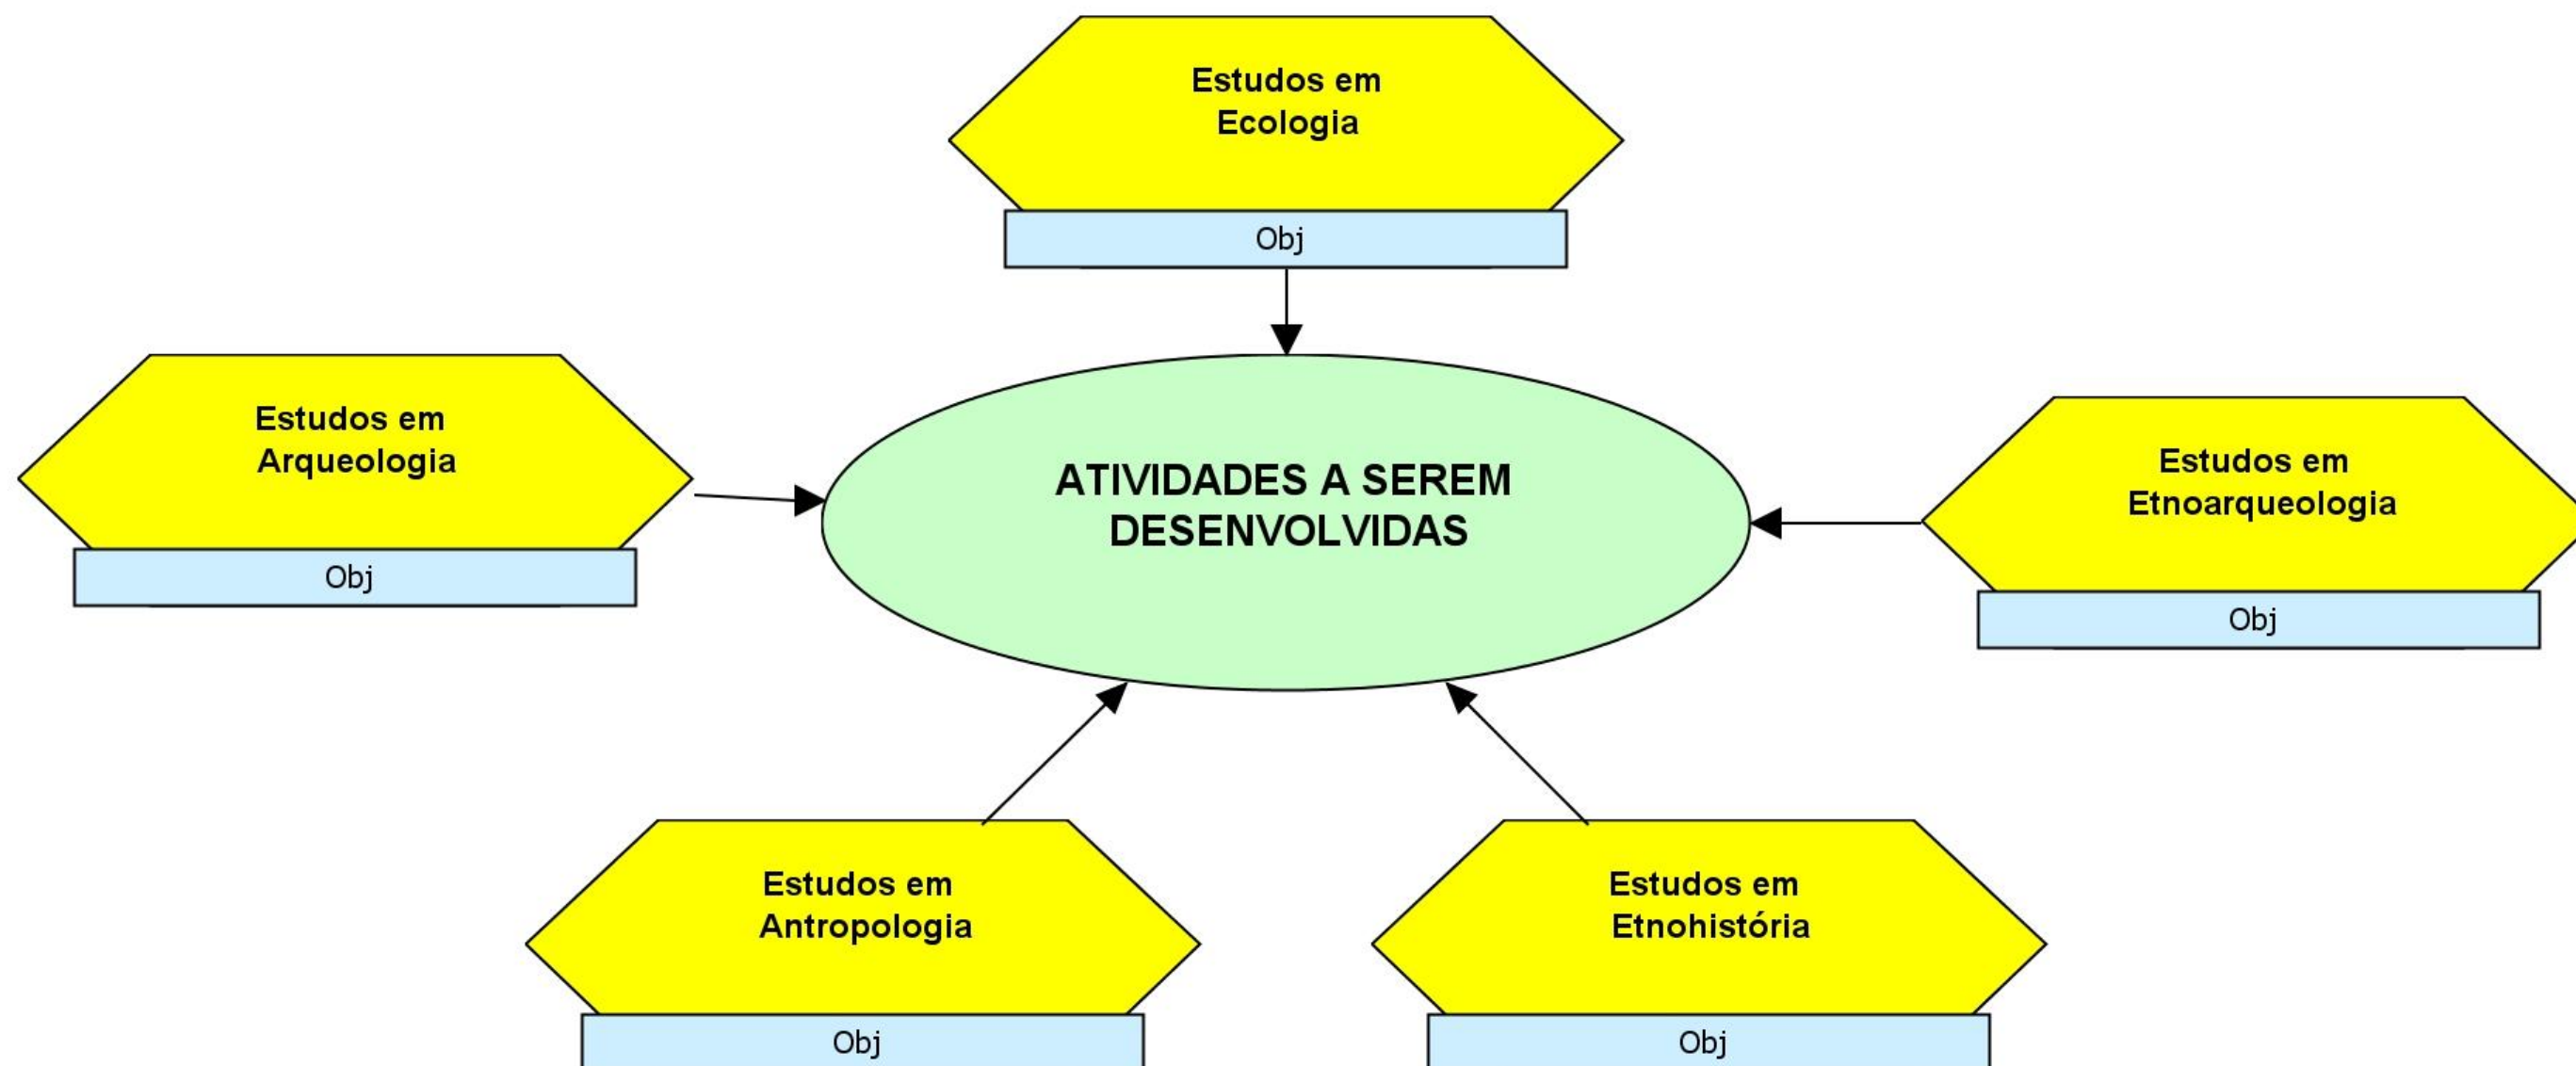 Estudos em
Ecologia
Obj
Estudos em
Arqueologia
Obj
ATIVIDADES A SEREM
DESENVOLVIDAS
Estudos em
Etnoarqueologia
Obj
Estudos em
Antropologia
Obj
Estudos em
Etnohistória
Obj